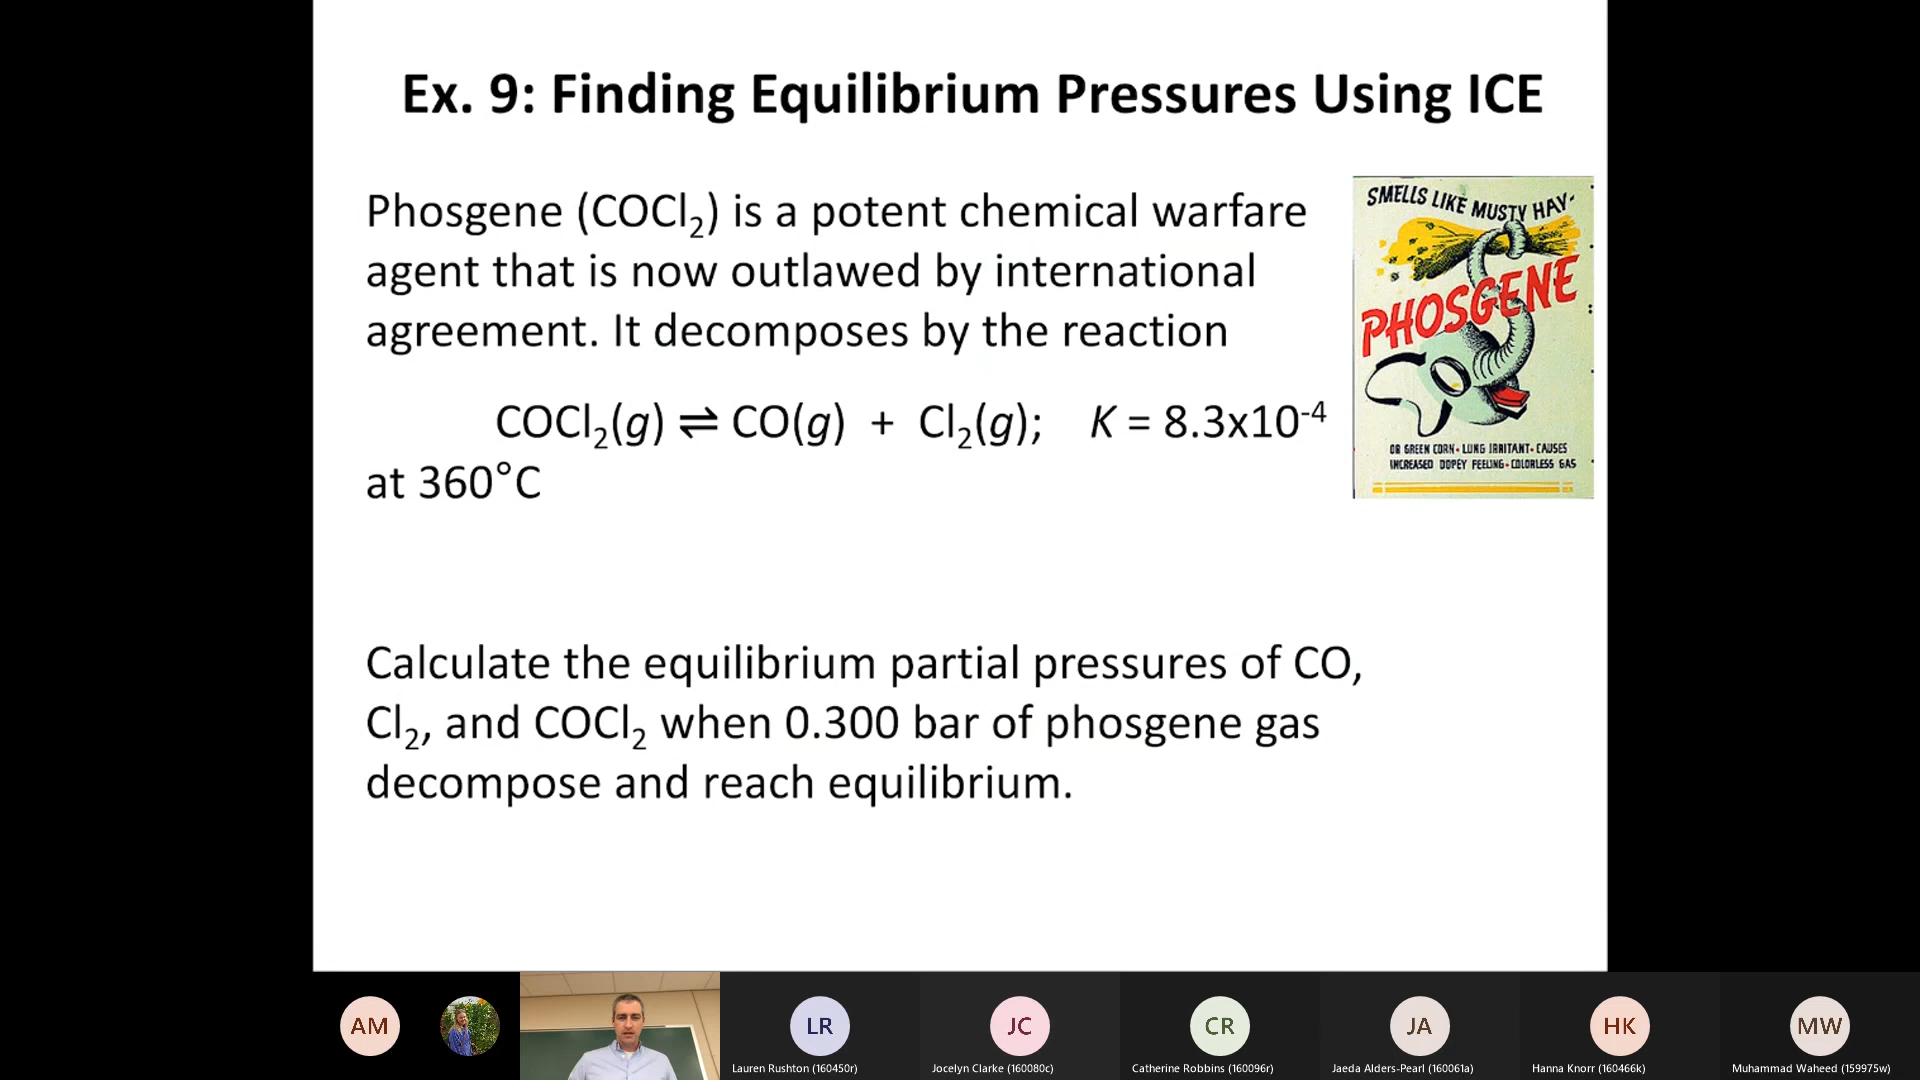 Ex. 9: Finding Equilibrium Pressures Using ICE
Phosgene (COCl₂) is a potent chemical warfare
agent that is now outlawed by international
agreement. It decomposes by the reaction
COCl₂(g) ⇌ CO(g) + Cl₂(g); K = 8.3x10⁻⁴
at 360°C
SMELLS LIKE MUSTY HAY-
PHOSGENE
OR GREEN CORN • LUNG IRRITANT • CAUSES
INCREASED DOPEY FEELING • COLORLESS GAS
Calculate the equilibrium partial pressures of CO,
Cl₂, and COCl₂ when 0.300 bar of phosgene gas
decompose and reach equilibrium.
AM
LR
JC
CR
JA
HK
MW
Lauren Rushton (160450r)
Jocelyn Clarke (160080c)
Catherine Robbins (160096r)
Jaeda Alders-Pearl (160061a)
Hanna Knorr (160466k)
Muhammad Waheed (159975w)